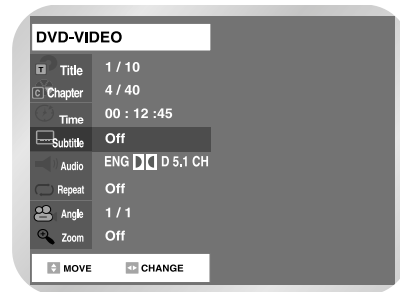 DVD-VIDEO
T Title 1 / 10
C Chapter 4 / 40
Time 00 : 12 :45
Subtitle Off
Audio ENG D 5.1 CH
Repeat Off
Angle 1 / 1
Zoom Off
MOVE CHANGE